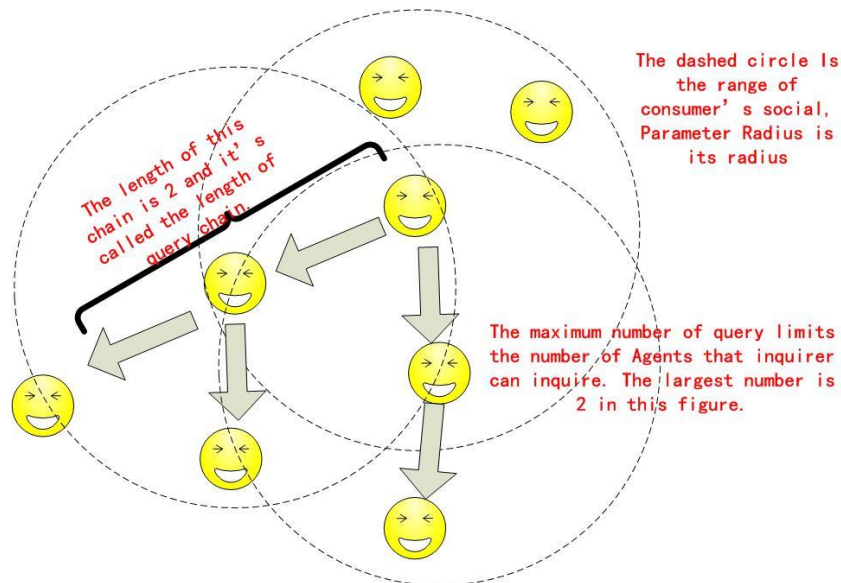 The dashed circle Is
the range of
consumer’s social,
Parameter Radius is
its radius
The length of this
chain is 2 and it’s
called the length of
query chain.
The maximum number of query limits
the number of Agents that inquirer
can inquire. The largest number is
2 in this figure.